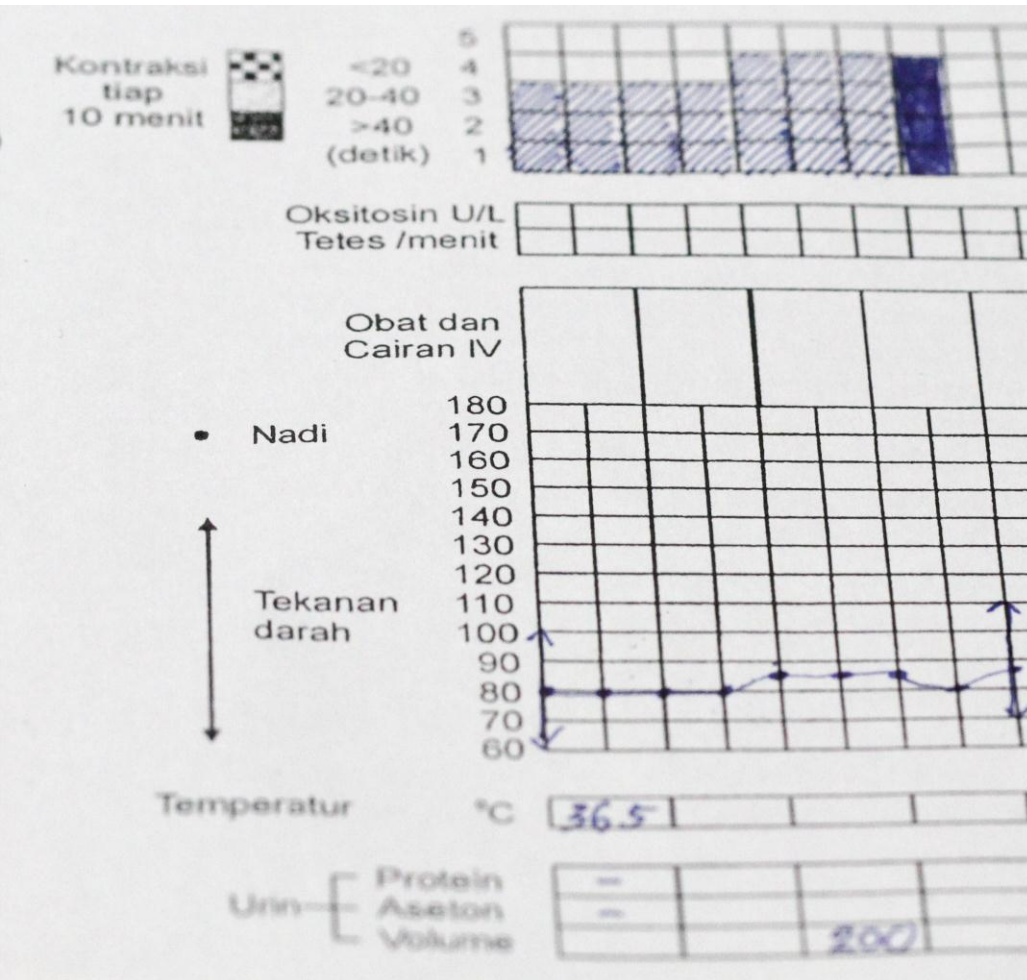 5
Kontraksi <20 4
tiap 20-40 3
10 menit >40 2
(detik) 1
Oksitosin U/L
Tetes /menit
Obat dan
Cairan IV
180
Nadi 170
160
150
140
130
120
Tekanan 110
darah 100
90
80
70
60
Temperatur °C 36.5
Protein -
Urin Aseton -
Volume 200